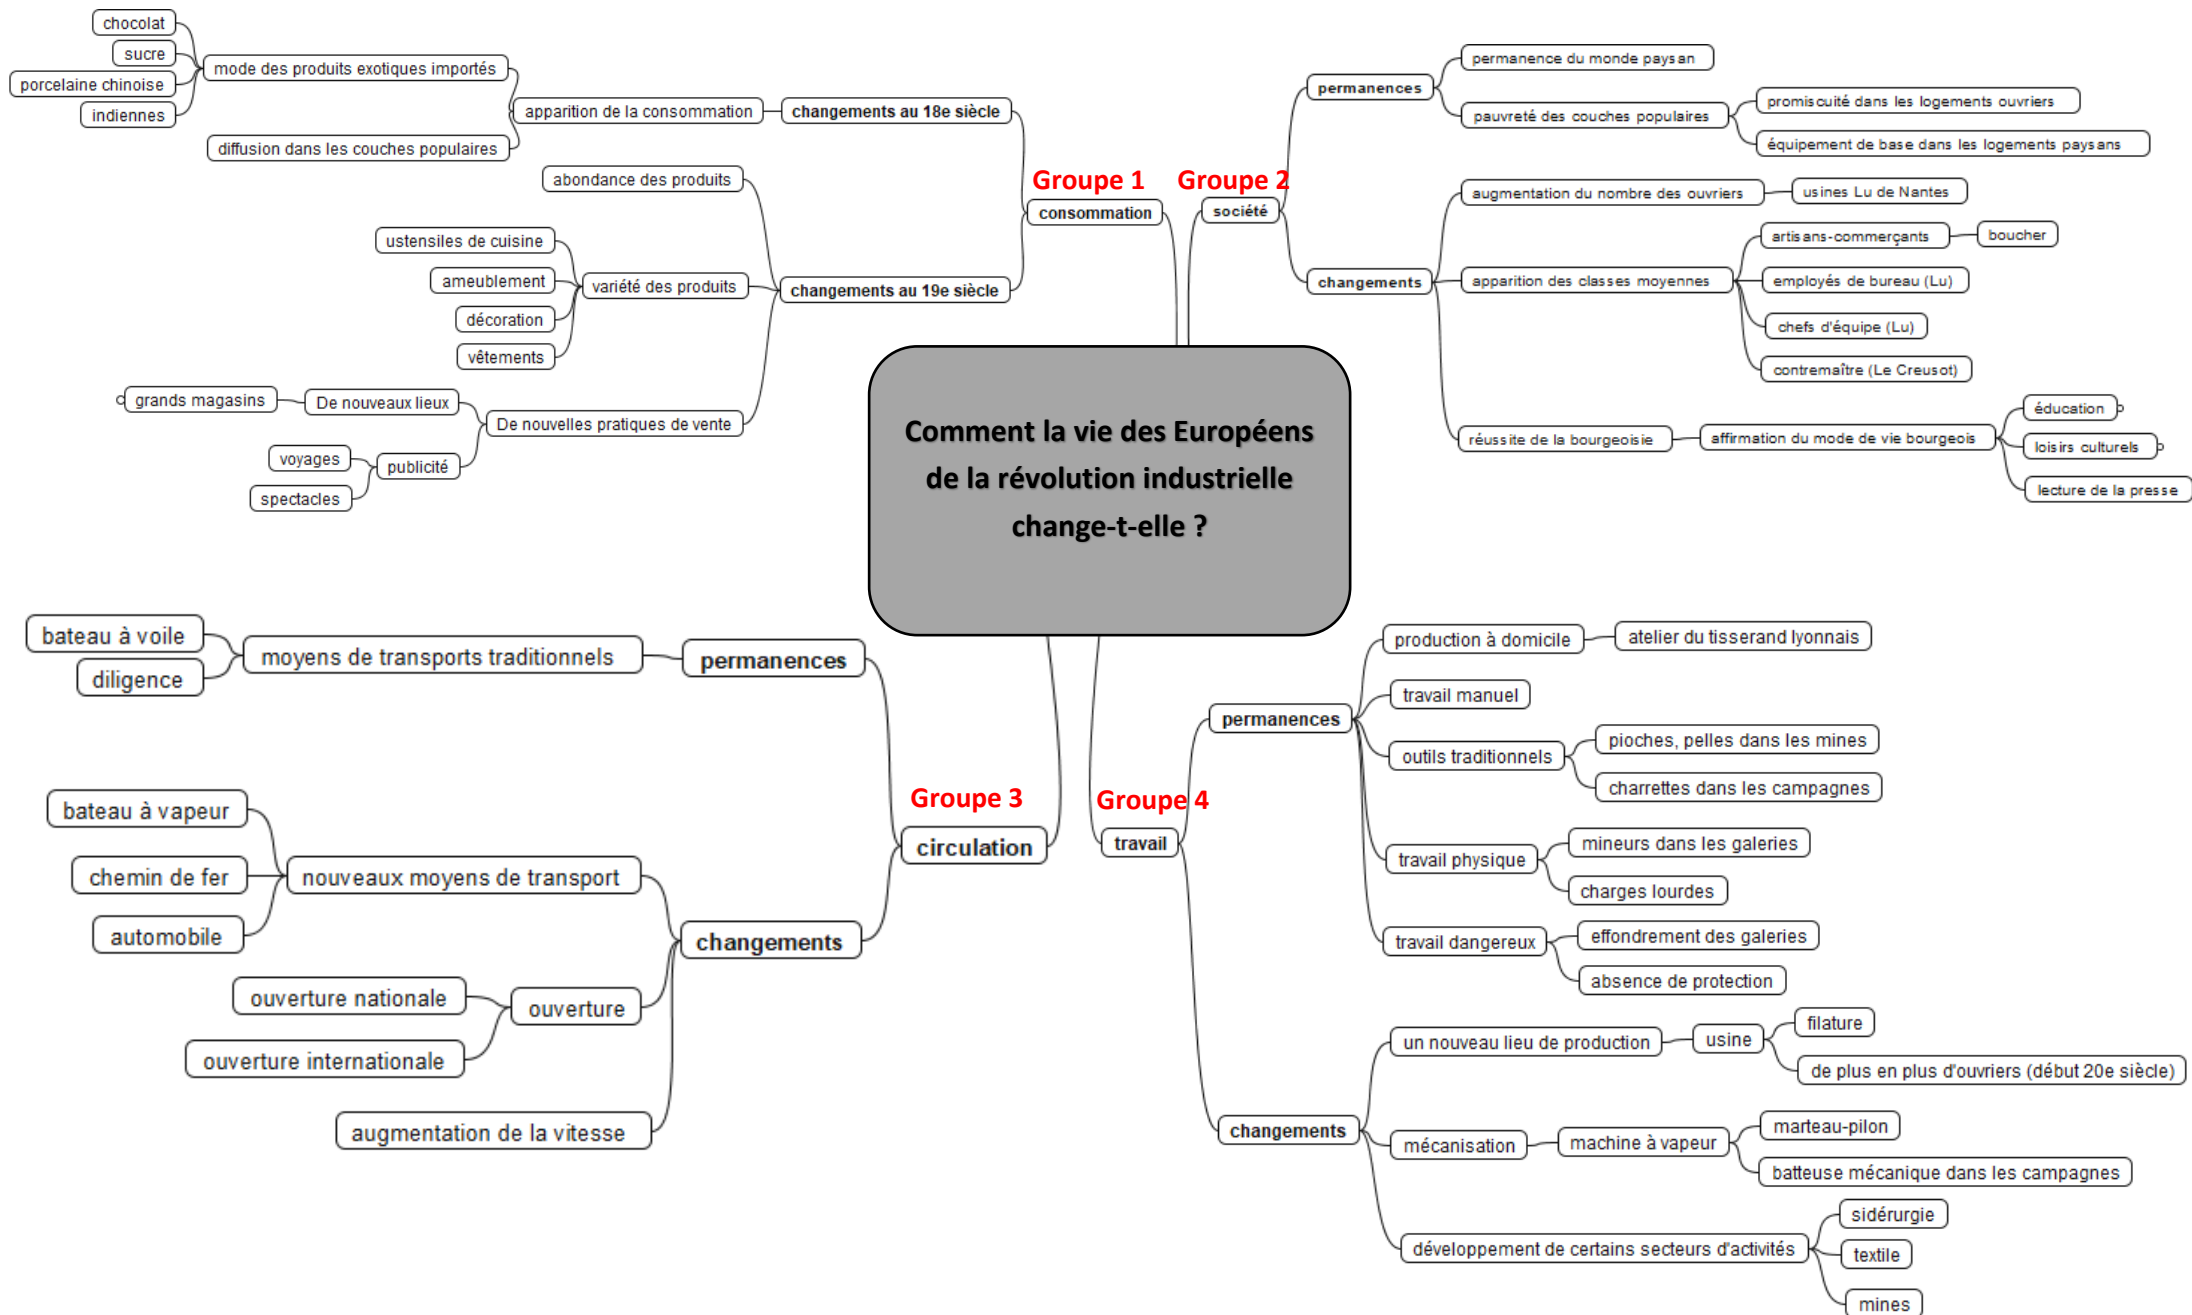 Comment la vie des Européens
de la révolution industrielle
change-t-elle ?
Groupe 1
consommation
changements au 18e siècle
apparition de la consommation
mode des produits exotiques importés
chocolat
sucre
porcelaine chinoise
indiennes
diffusion dans les couches populaires
changements au 19e siècle
abondance des produits
variété des produits
ustensiles de cuisine
ameublement
décoration
vêtements
De nouvelles pratiques de vente
De nouveaux lieux
grands magasins
publicité
voyages
spectacles
Groupe 2
société
permanences
permanence du monde paysan
pauvreté des couches populaires
promiscuité dans les logements ouvriers
équipement de base dans les logements paysans
changements
augmentation du nombre des ouvriers
usines Lu de Nantes
apparition des classes moyennes
artisans-commerçants
boucher
employés de bureau (Lu)
chefs d'équipe (Lu)
contremaître (Le Creusot)
réussite de la bourgeoisie
affirmation du mode de vie bourgeois
éducation
loisirs culturels
lecture de la presse
Groupe 3
circulation
permanences
moyens de transports traditionnels
bateau à voile
diligence
changements
nouveaux moyens de transport
bateau à vapeur
chemin de fer
automobile
ouverture
ouverture nationale
ouverture internationale
augmentation de la vitesse
Groupe 4
travail
permanences
production à domicile
atelier du tisserand lyonnais
travail manuel
outils traditionnels
pioches, pelles dans les mines
charrettes dans les campagnes
travail physique
mineurs dans les galeries
charges lourdes
travail dangereux
effondrement des galeries
absence de protection
changements
un nouveau lieu de production
usine
filature
de plus en plus d'ouvriers (début 20e siècle)
mécanisation
machine à vapeur
marteau-pilon
batteuse mécanique dans les campagnes
développement de certains secteurs d'activités
sidérurgie
textile
mines